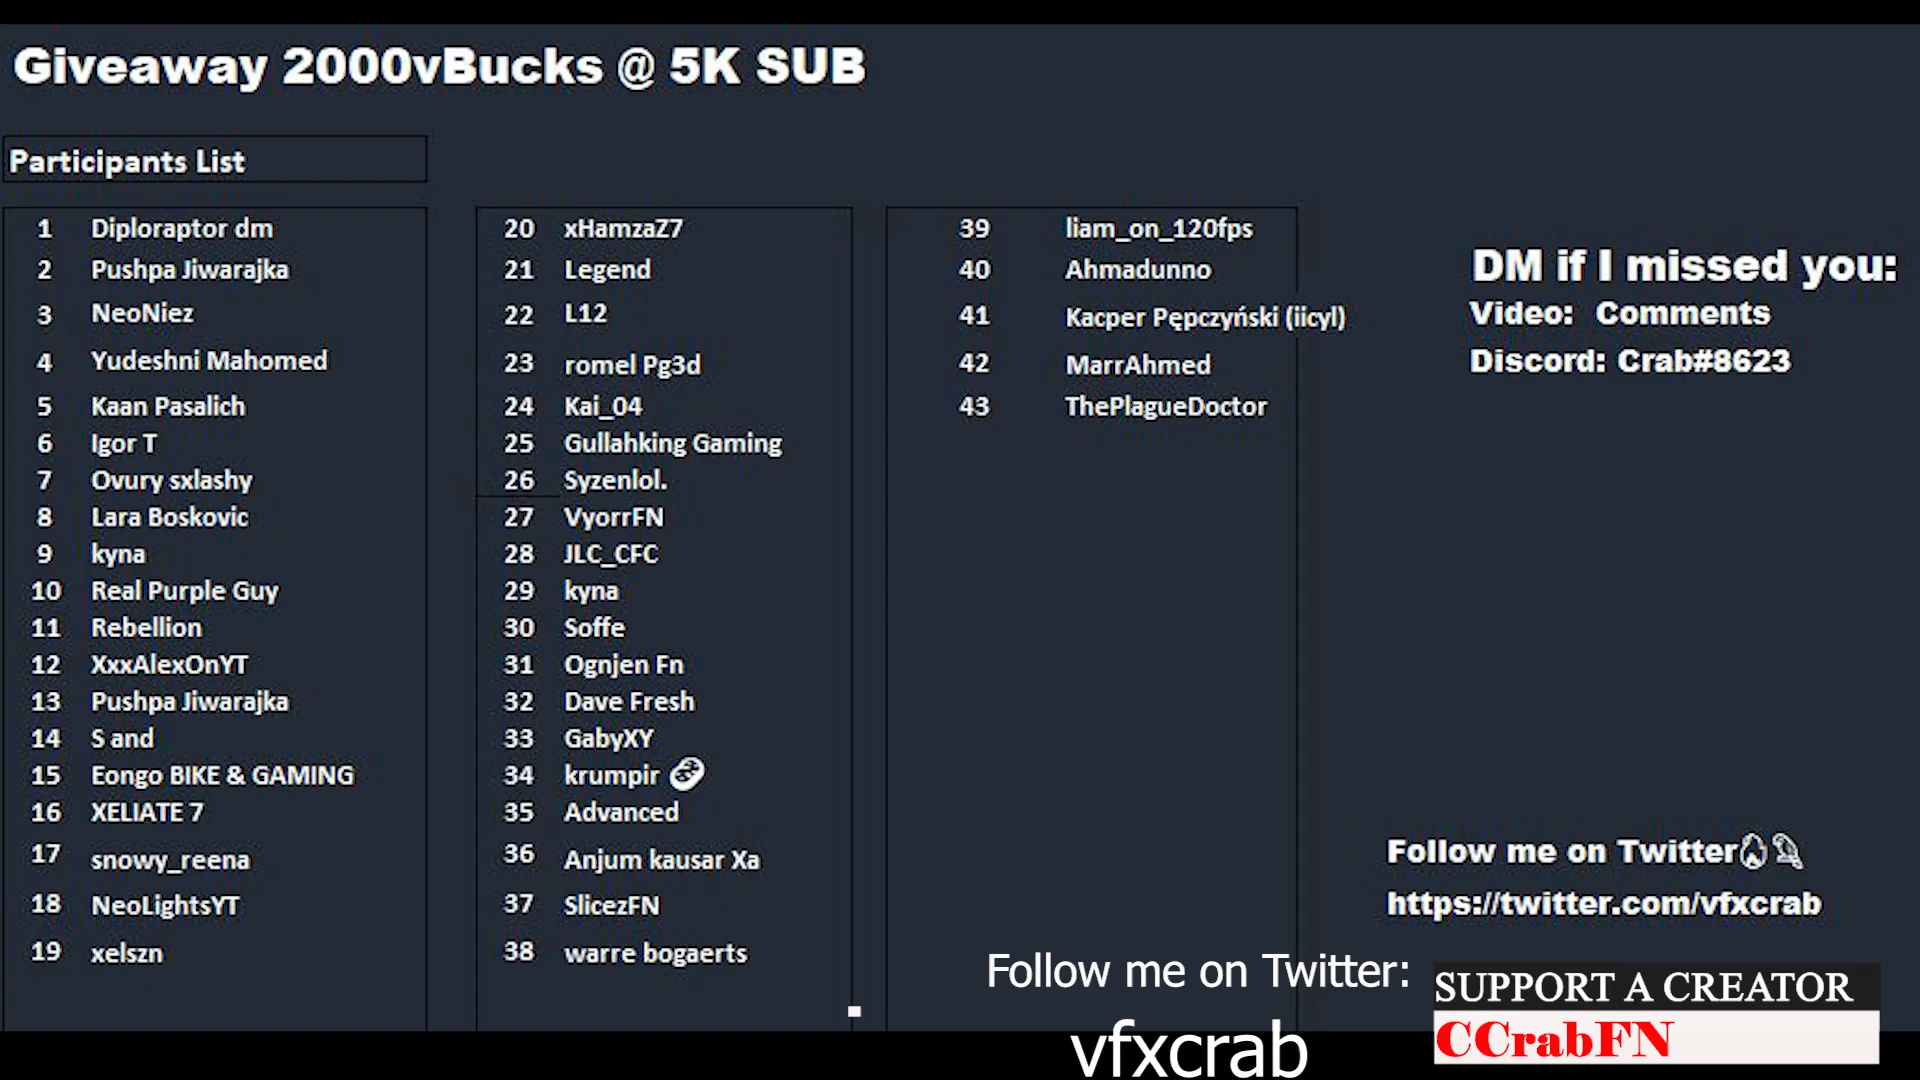 Giveaway 2000vBucks @ 5K SUB
Participants List
1 Diploraptor dm
2 Pushpa Jiwarajka
3 NeoNiez
4 Yudeshni Mahomed
5 Kaan Pasalich
6 Igor T
7 Ovury sxlashy
8 Lara Boskovic
9 kyna
10 Real Purple Guy
11 Rebellion
12 XxxAlexOnYT
13 Pushpa Jiwarajka
14 S and
15 Eongo BIKE & GAMING
16 XELIATE 7
17 snowy_reena
18 NeoLightsYT
19 xelszn
20 xHamzaZ7
21 Legend
22 L12
23 romel Pg3d
24 Kai_04
25 Gullahking Gaming
26 Syzenlol.
27 VyorrFN
28 JLC_CFC
29 kyna
30 Soffe
31 Ognjen Fn
32 Dave Fresh
33 GabyXY
34 krumpir 🥔
35 Advanced
36 Anjum kausar Xa
37 SlicezFN
38 warre bogaerts
39 liam_on_120fps
40 Ahmadunno
41 Kacper Pępczyński (iicyl)
42 MarrAhmed
43 ThePlagueDoctor
DM if I missed you:
Video: Comments
Discord: Crab#8623
Follow me on Twitter
https://twitter.com/vfxcrab
Follow me on Twitter:
vfxcrab
SUPPORT A CREATOR
CCrabFN